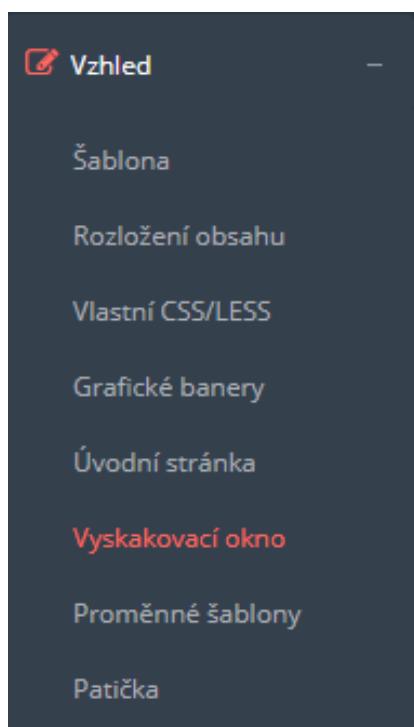 Vzhled
Šablona
Rozložení obsahu
Vlastní CSS/LESS
Grafické banery
Úvodní stránka
Vyskakovací okno
Proměnné šablony
Patička